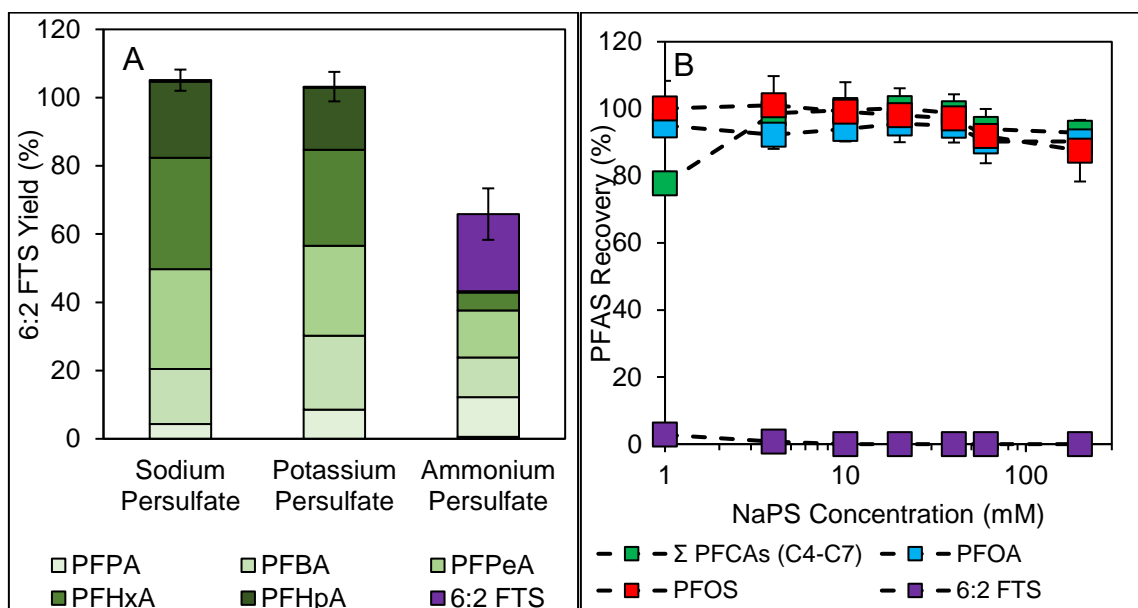 A
6:2 FTS Yield (%)
120
100
80
60
40
20
0
Sodium Persulfate
Potassium Persulfate
Ammonium Persulfate
PFPA
PFBA
PFPeA
PFHxA
PFHpA
6:2 FTS
B
PFAS Recovery (%)
120
100
80
60
40
20
0
1
10
100
NaPS Concentration (mM)
Σ PFCAs (C4-C7)
PFOA
PFOS
6:2 FTS